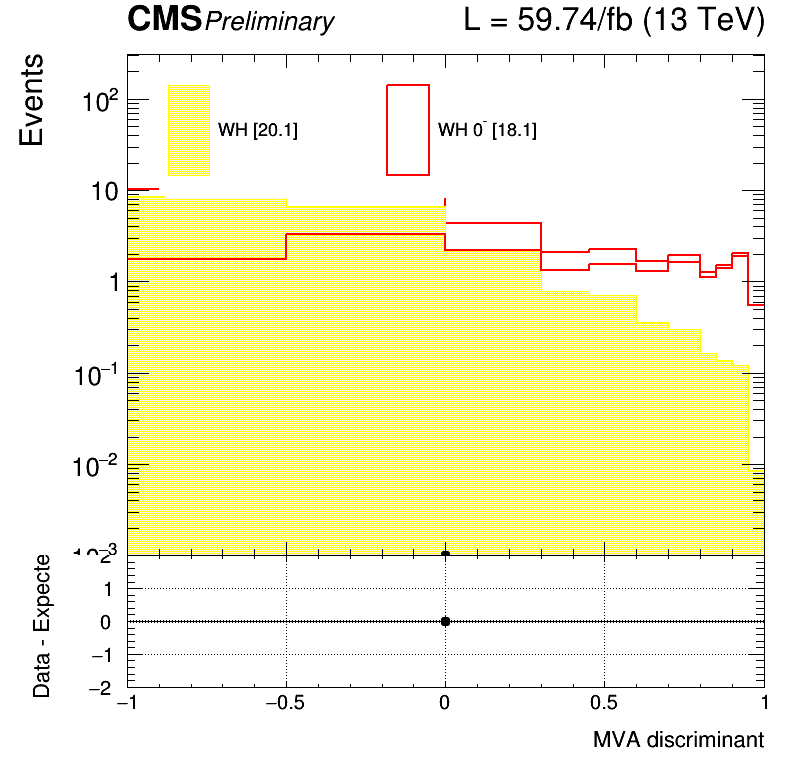 CMS Preliminary L = 59.74/fb (13 TeV)
Events
10²
WH [20.1]
WH 0⁻ [18.1]
10
1
10⁻¹
10⁻²
10⁻³
Data - Expecte
2
1
0
−1
−2
−1 −0.5 0 0.5 1
MVA discriminant